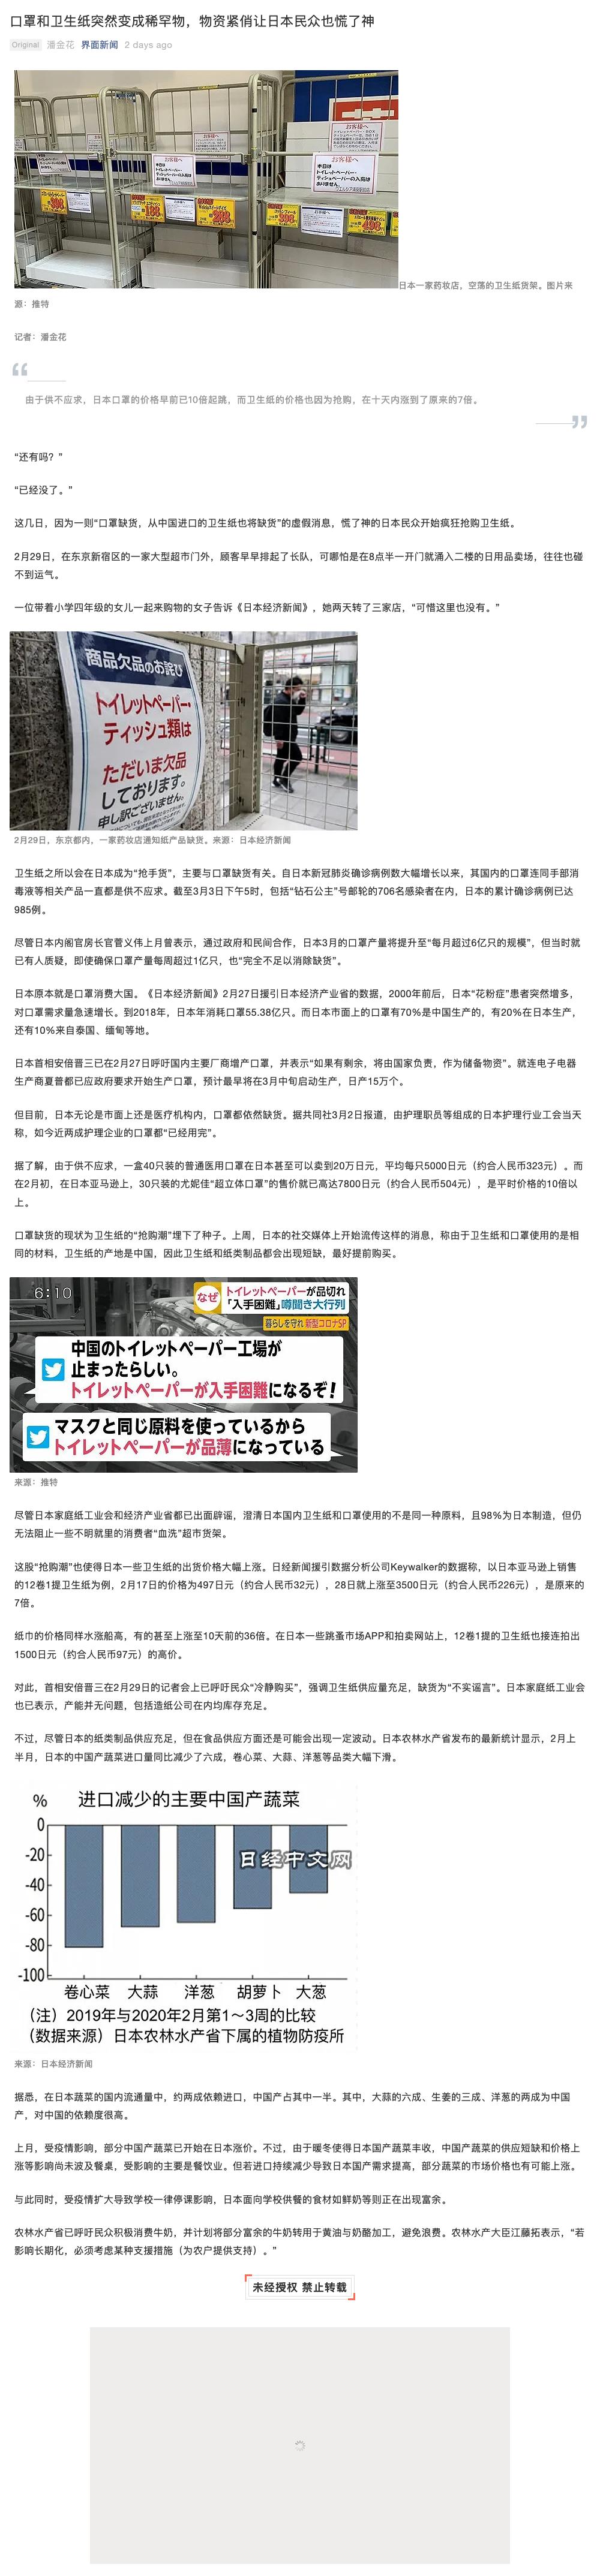 口罩和卫生纸突然变成稀罕物，物资紧俏让日本民众也慌了神
Original 潘金花 界面新闻 2 days ago
お客様へ
お客様へ
お客様へ
本日は
トイレットペーパー・
ティシュペーパーの入荷は
ありません。
198
298
498
日本一家药妆店，空荡的卫生纸货架。图片来
源：推特
记者：潘金花
由于供不应求，日本口罩的价格早前已10倍起跳，而卫生纸的价格也因为抢购，在十天内涨到了原来的7倍。
“还有吗？”
“已经没了。”
这几日，因为一则“口罩缺货，从中国进口的卫生纸也将缺货”的虚假消息，慌了神的日本民众开始疯狂抢购卫生纸。
2月29日，在东京新宿区的一家大型超市门外，顾客早早排起了长队，可哪怕是在8点半一开门就涌入二楼的日用品卖场，往往也碰
不到运气。
一位带着小学四年级的女儿一起来购物的女子告诉《日本经济新闻》，她两天转了三家店，“可惜这里也没有。”
商品欠品のお詫び
トイレットペーパー・
ティッシュ類は
ただいま欠品
しております。
申し訳ございません。
2月29日，东京都内，一家药妆店通知纸产品缺货。来源：日本经济新闻
卫生纸之所以会在日本成为“抢手货”，主要与口罩缺货有关。自日本新冠肺炎确诊病例数大幅增长以来，其国内的口罩连同手部消
毒液等相关产品一直都是供不应求。截至3月3日下午5时，包括“钻石公主”号邮轮的706名感染者在内，日本的累计确诊病例已达
985例。
尽管日本内阁官房长官菅义伟上月曾表示，通过政府和民间合作，日本3月的口罩产量将提升至“每月超过6亿只的规模”，但当时就
已有人质疑，即使确保口罩产量每周超过1亿只，也“完全不足以消除缺货”。
日本原本就是口罩消费大国。《日本经济新闻》2月27日援引日本经济产业省的数据，2000年前后，日本“花粉症”患者突然增多，
对口罩需求量急速增长。到2018年，日本年消耗口罩55.38亿只。而日本市面上的口罩有70%是中国生产的，有20%在日本生产，
还有10%来自泰国、缅甸等地。
日本首相安倍晋三已在2月27日呼吁国内主要厂商增产口罩，并表示“如果有剩余，将由国家负责，作为储备物资”。就连电子电器
生产商夏普都已应政府要求开始生产口罩，预计最早将在3月中旬启动生产，日产15万个。
但目前，日本无论是市面上还是医疗机构内，口罩都依然缺货。据共同社3月2日报道，由护理职员等组成的日本护理行业工会当天
称，如今近两成护理企业的口罩都“已经用完”。
据了解，由于供不应求，一盒40只装的普通医用口罩在日本甚至可以卖到20万日元，平均每只5000日元（约合人民币323元）。而
在2月初，在日本亚马逊上，30只装的尤妮佳“超立体口罩”的售价就已高达7800日元（约合人民币504元），是平时价格的10倍以
上。
口罩缺货的现状为卫生纸的“抢购潮”埋下了种子。上周，日本的社交媒体上开始流传这样的消息，称由于卫生纸和口罩使用的是相
同的材料，卫生纸的产地是中国，因此卫生纸和纸类制品都会出现短缺，最好提前购买。
6:10
なぜ
トイレットペーパーが品切れ
「入手困難」噂聞き大行列
暮らしを守れ 新型コロナSP
中国のトイレットペーパー工場が
止まったらしい。
トイレットペーパーが入手困難になるぞ！
マスクと同じ原料を使っているから
トイレットペーパーが品薄になっている
来源：推特
尽管日本家庭纸工业会和经济产业省都已出面辟谣，澄清日本国内卫生纸和口罩使用的不是同一种原料，且98%为日本制造，但仍
无法阻止一些不明就里的消费者“血洗”超市货架。
这股“抢购潮”也使得日本一些卫生纸的出货价格大幅上涨。日经新闻援引数据分析公司Keywalker的数据称，以日本亚马逊上销售
的12卷1提卫生纸为例，2月17日的价格为497日元（约合人民币32元），28日就上涨至3500日元（约合人民币226元），是原来的
7倍。
纸巾的价格同样水涨船高，有的甚至上涨至10天前的36倍。在日本一些跳蚤市场APP和拍卖网站上，12卷1提的卫生纸也接连拍出
1500日元（约合人民币97元）的高价。
对此，首相安倍晋三在2月29日的记者会上已呼吁民众“冷静购买”，强调卫生纸供应量充足，缺货为“不实谣言”。日本家庭纸工业会
也已表示，产能并无问题，包括造纸公司在内均库存充足。
不过，尽管日本的纸类制品供应充足，但在食品供应方面还是可能会出现一定波动。日本农林水产省发布的最新统计显示，2月上
半月，日本的中国产蔬菜进口量同比减少了六成，卷心菜、大蒜、洋葱等品类大幅下滑。
% 进口减少的主要中国产蔬菜
0
-20
-40
-60
-80
-100
日经中文网
卷心菜 大蒜 洋葱 胡萝卜 大葱
（注）2019年与2020年2月第1～3周的比较
（数据来源）日本农林水产省下属的植物防疫所
来源：日本经济新闻
据悉，在日本蔬菜的国内流通量中，约两成依赖进口，中国产占其中一半。其中，大蒜的六成、生姜的三成、洋葱的两成为中国
产，对中国的依赖度很高。
上月，受疫情影响，部分中国产蔬菜已开始在日本涨价。不过，由于暖冬使得日本国产蔬菜丰收，中国产蔬菜的供应短缺和价格上
涨等影响尚未波及餐桌，受影响的主要是餐饮业。但若进口持续减少导致日本国产需求提高，部分蔬菜的市场价格也有可能上涨。
与此同时，受疫情扩大导致学校一律停课影响，日本面向学校供餐的食材如鲜奶等则正在出现富余。
农林水产省已呼吁民众积极消费牛奶，并计划将部分富余的牛奶转用于黄油与奶酪加工，避免浪费。农林水产大臣江藤拓表示，“若
影响长期化，必须考虑某种支援措施（为农户提供支持）。”
未经授权 禁止转载